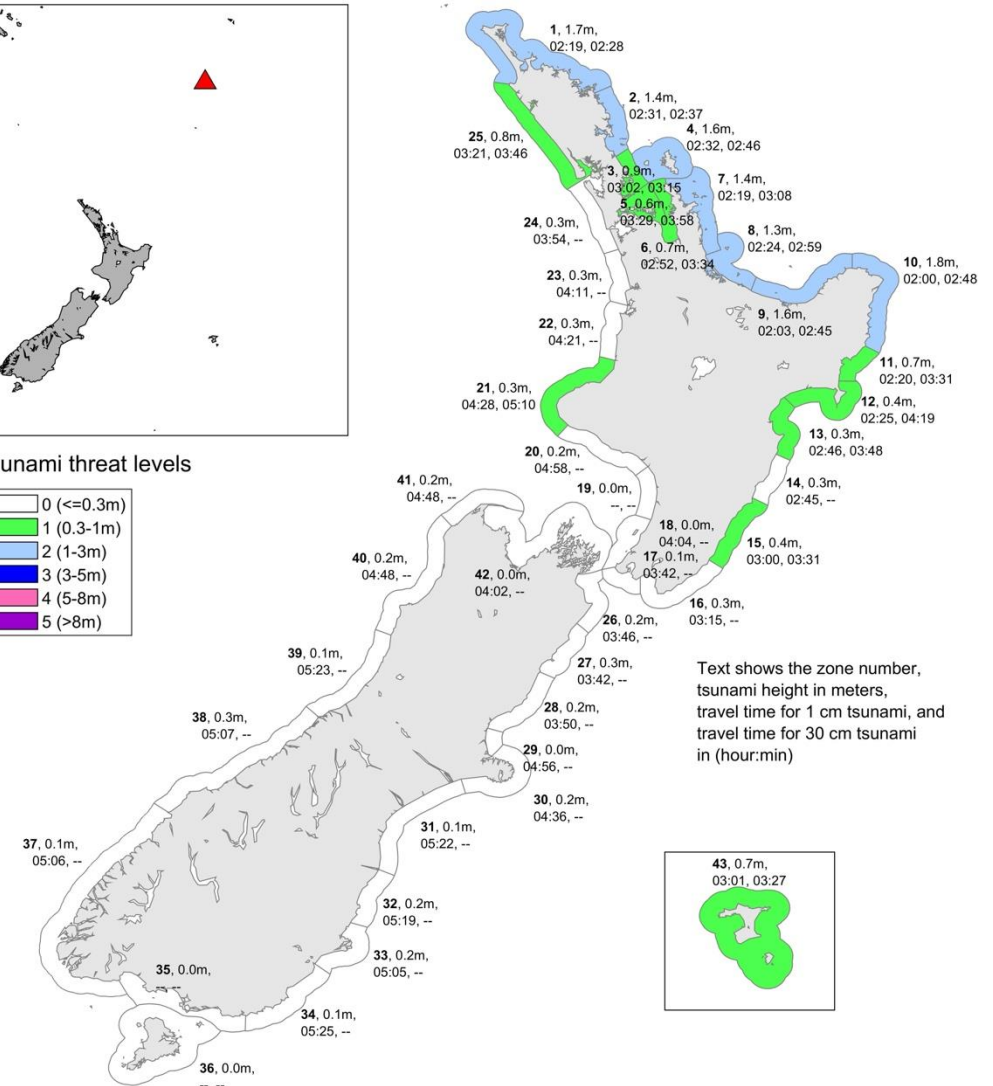 1, 1.7m,
02:19, 02:28
2, 1.4m,
02:31, 02:37
4, 1.6m,
02:32, 02:46
25, 0.8m,
03:21, 03:46
3, 0.9m,
03:02, 03:15
7, 1.4m,
02:19, 03:08
5, 0.6m,
03:29, 03:58
24, 0.3m,
03:54, --
6, 0.7m,
02:52, 03:34
8, 1.3m,
02:24, 02:59
10, 1.8m,
02:00, 02:48
23, 0.3m,
04:11, --
9, 1.6m,
02:03, 02:45
22, 0.3m,
04:21, --
11, 0.7m,
02:20, 03:31
21, 0.3m,
04:28, 05:10
12, 0.4m,
02:25, 04:19
13, 0.3m,
02:46, 03:48
20, 0.2m,
04:58, --
14, 0.3m,
02:45, --
unami threat levels
0 (<=0.3m)
1 (0.3-1m)
2 (1-3m)
3 (3-5m)
4 (5-8m)
5 (>8m)
41, 0.2m,
04:48, --
19, 0.0m,
--, --
18, 0.0m,
04:04, --
15, 0.4m,
03:00, 03:31
40, 0.2m,
04:48, --
17, 0.1m,
03:42, --
42, 0.0m,
04:02, --
16, 0.3m,
03:15, --
26, 0.2m,
03:46, --
39, 0.1m,
05:23, --
27, 0.3m,
03:42, --
Text shows the zone number,
tsunami height in meters,
travel time for 1 cm tsunami, and
travel time for 30 cm tsunami
in (hour:min)
38, 0.3m,
05:07, --
28, 0.2m,
03:50, --
29, 0.0m,
04:56, --
30, 0.2m,
04:36, --
31, 0.1m,
05:22, --
37, 0.1m,
05:06, --
43, 0.7m,
03:01, 03:27
32, 0.2m,
05:19, --
33, 0.2m,
05:05, --
35, 0.0m,
34, 0.1m,
05:25, --
36, 0.0m,